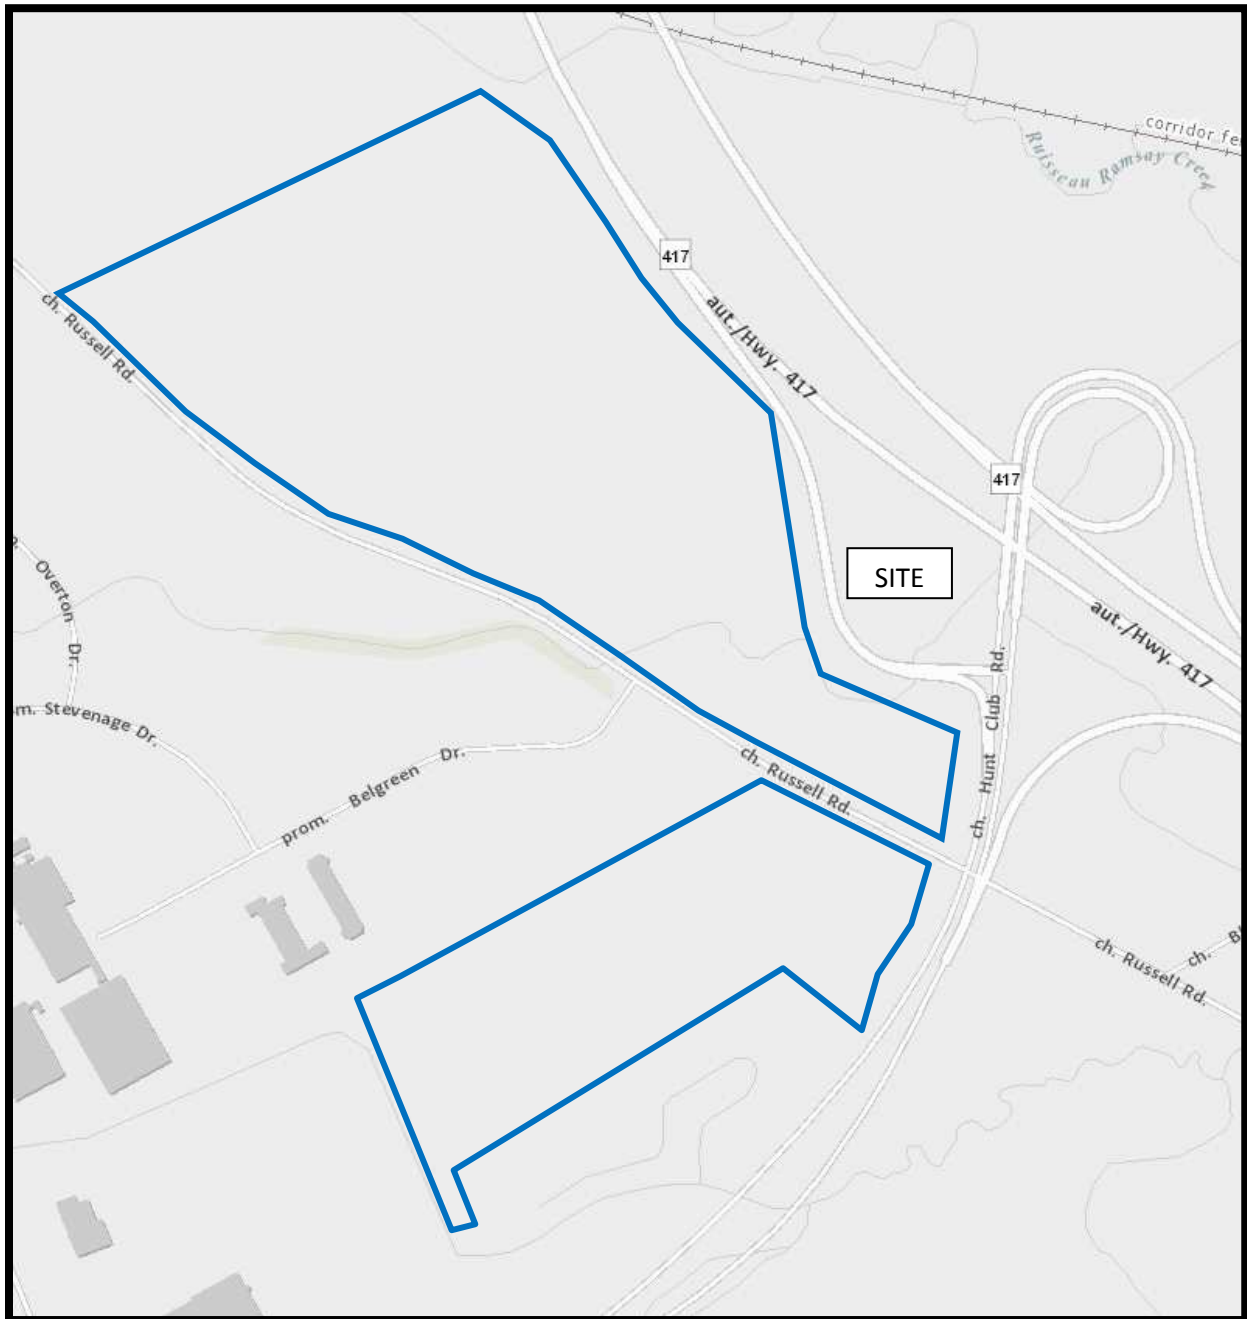 corridor fe
Ruisseau Ramsay Creek
417
aut./Hwy. 417
ch. Russell Rd.
417
SITE
Overton Dr.
aut./Hwy. 417
ch. Hunt Club Rd.
m. Stevenage Dr.
prom. Belgreen Dr.
ch. Russell Rd.
ch. Russell Rd.
ch.